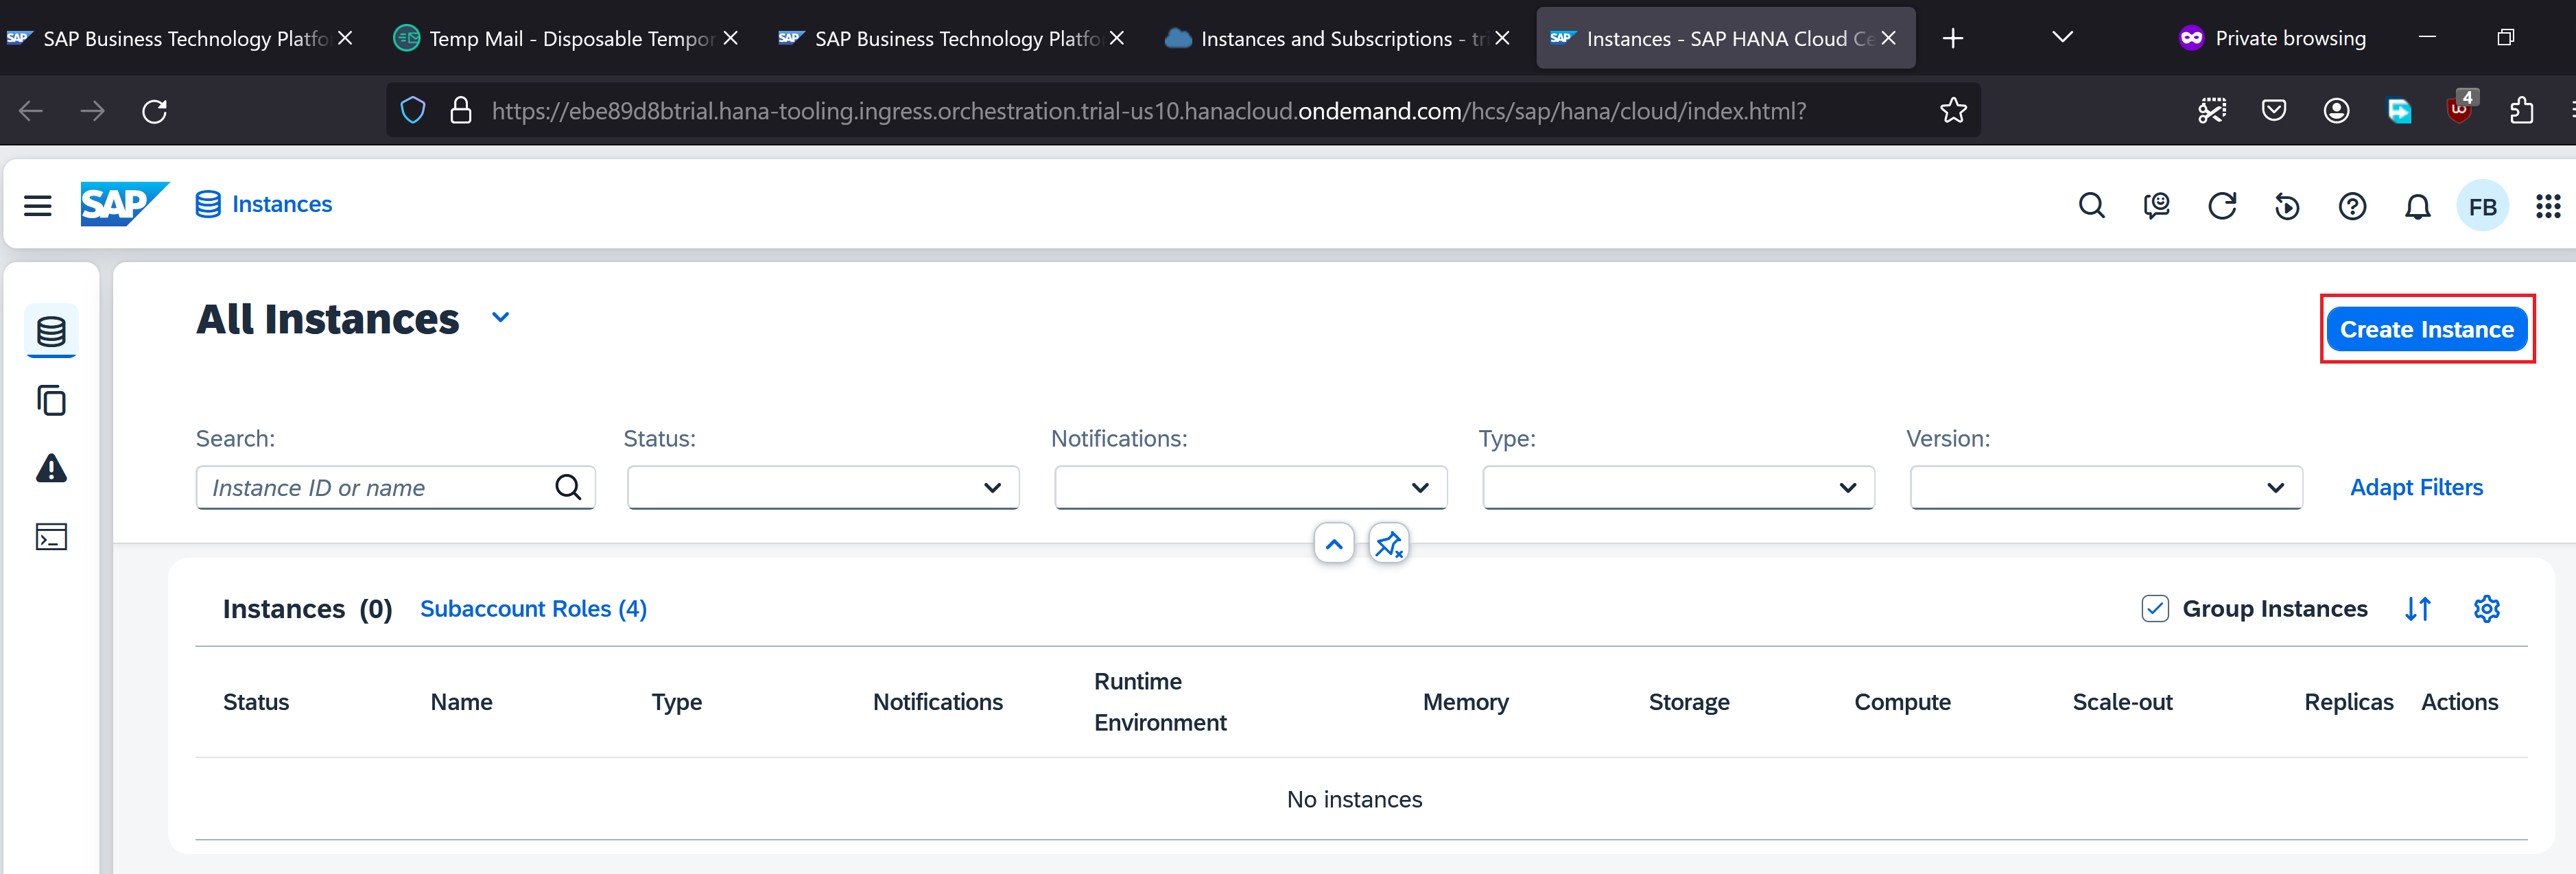 SAP SAP Business Technology Platfo
Temp Mail - Disposable Tempor
SAP SAP Business Technology Platfo
Instances and Subscriptions - tri
SAP Instances - SAP HANA Cloud Ce
Private browsing
https://ebe89d8btrial.hana-tooling.ingress.orchestration.trial-us10.hanacloud.ondemand.com/hcs/sap/hana/cloud/index.html?
4
SAP
Instances
FB
All Instances
Create Instance
Search:
Status:
Notifications:
Type:
Version:
Instance ID or name
Adapt Filters
Instances (0)
Subaccount Roles (4)
Group Instances
Status
Name
Type
Notifications
Runtime
Environment
Memory
Storage
Compute
Scale-out
Replicas
Actions
No instances